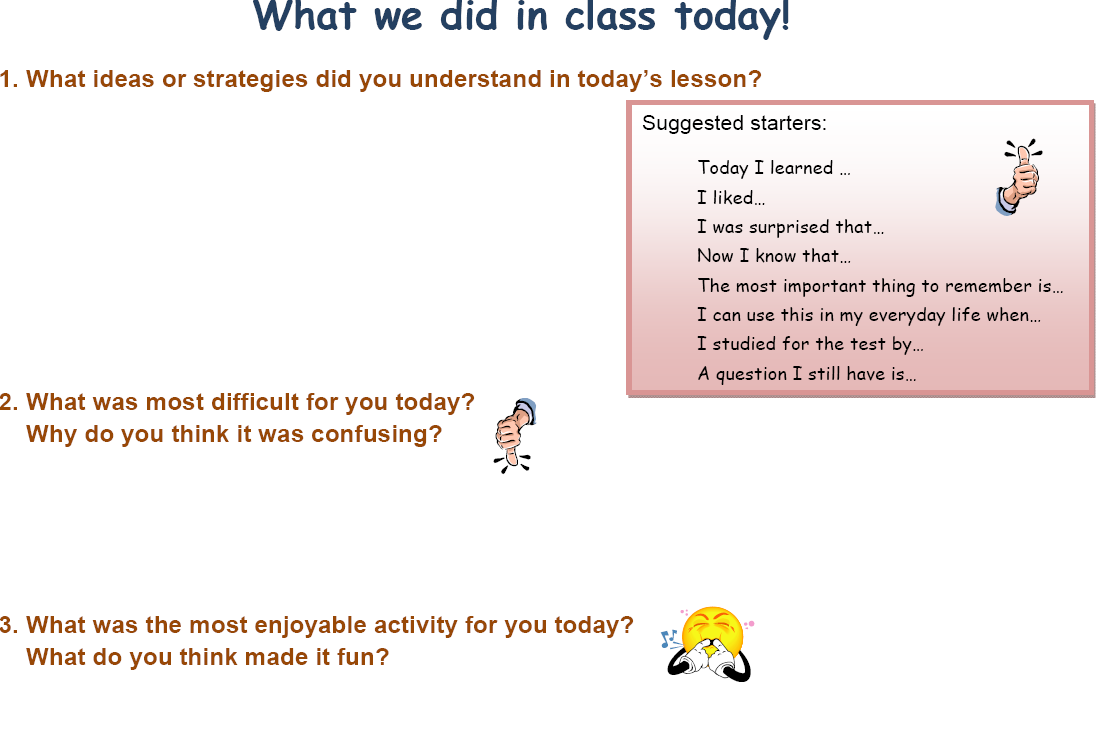 What we did in class today!
1. What ideas or strategies did you understand in today’s lesson?
Suggested starters:
Today I learned …
I liked…
I was surprised that…
Now I know that…
The most important thing to remember is…
I can use this in my everyday life when…
I studied for the test by…
A question I still have is…
2. What was most difficult for you today?
Why do you think it was confusing?
3. What was the most enjoyable activity for you today?
What do you think made it fun?